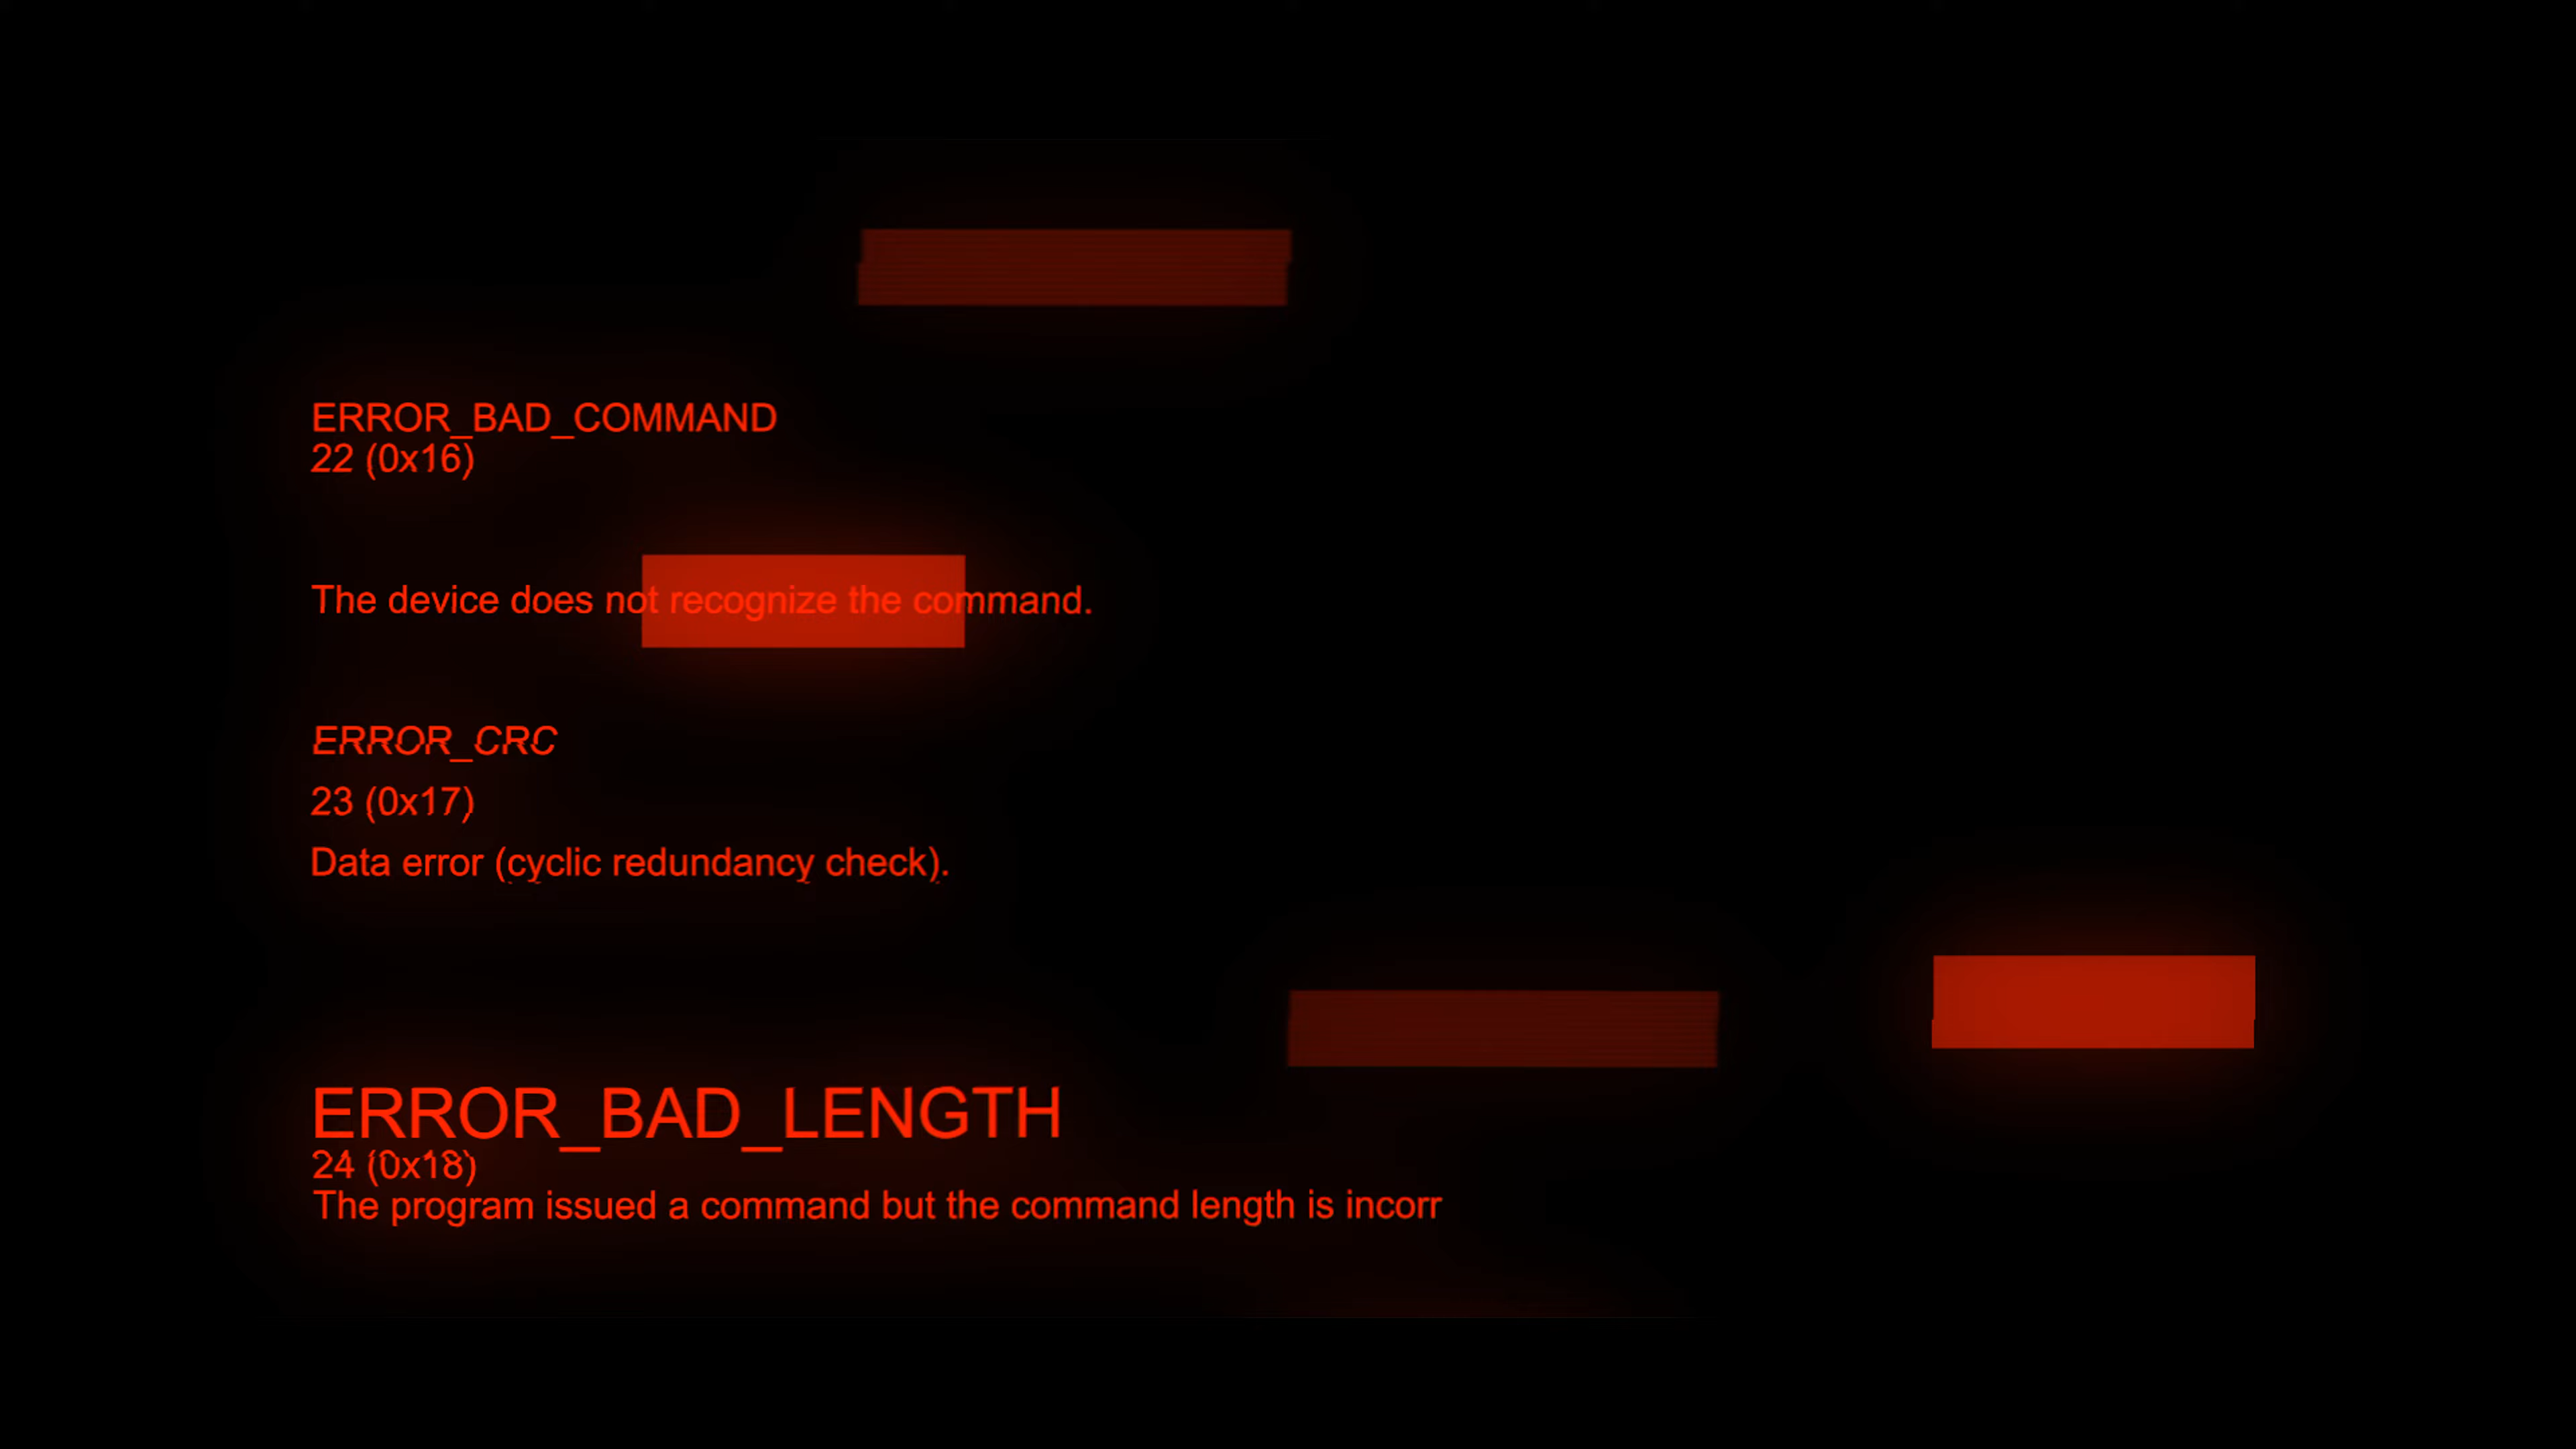 ERROR_BAD_COMMAND
22 (0x16)
The device does not recognize the command.
ERROR_CRC
23 (0x17)
Data error (cyclic redundancy check).
ERROR_BAD_LENGTH
24 (0x18)
The program issued a command but the command length is incorr